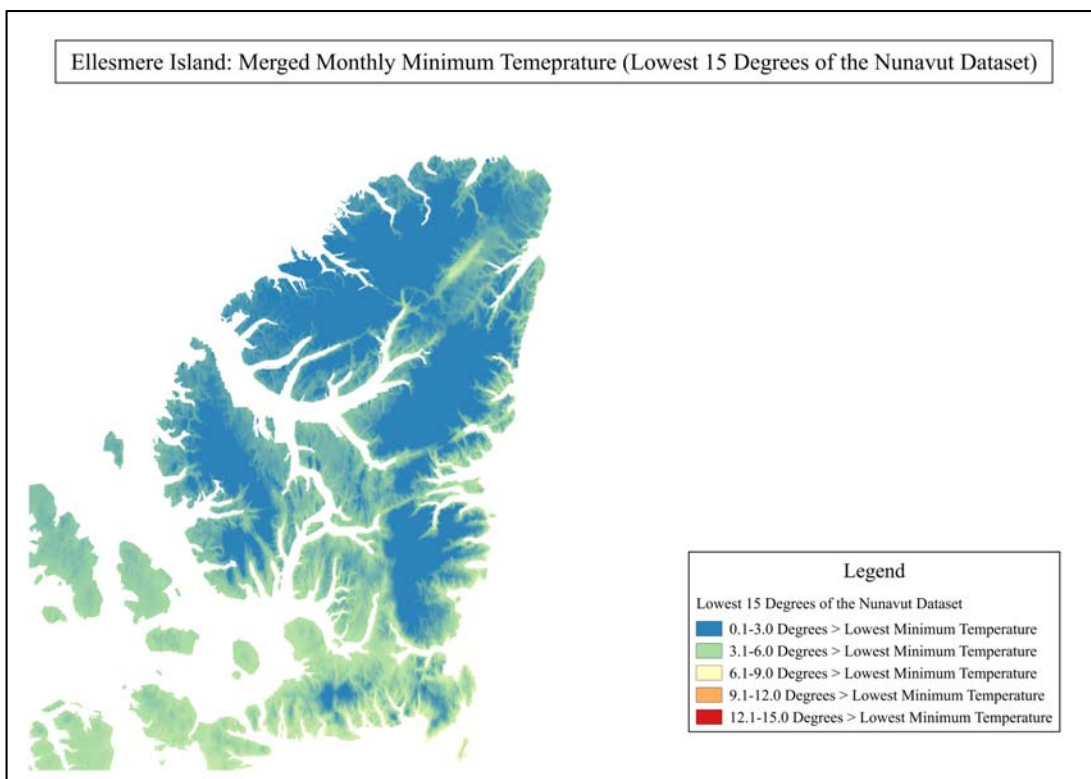 Ellesmere Island: Merged Monthly Minimum Temeprature (Lowest 15 Degrees of the Nunavut Dataset)
Legend
Lowest 15 Degrees of the Nunavut Dataset
0.1-3.0 Degrees > Lowest Minimum Temperature
3.1-6.0 Degrees > Lowest Minimum Temperature
6.1-9.0 Degrees > Lowest Minimum Temperature
9.1-12.0 Degrees > Lowest Minimum Temperature
12.1-15.0 Degrees > Lowest Minimum Temperature